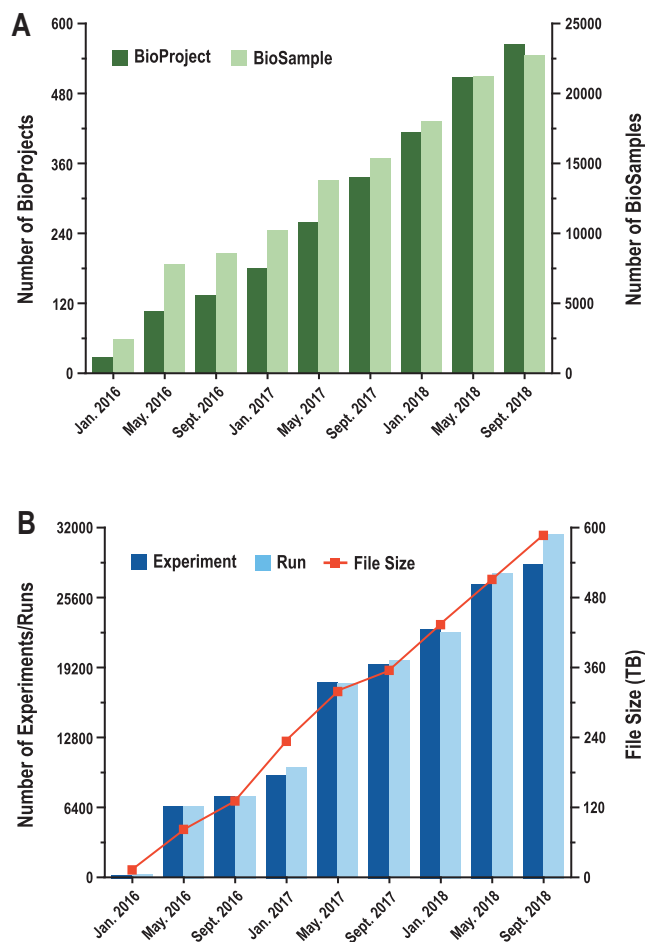 A
BioProject
BioSample
Number of BioProjects
600
480
360
240
120
0
Number of BioSamples
25000
20000
15000
10000
5000
0
Jan. 2016
May. 2016
Sept. 2016
Jan. 2017
May. 2017
Sept. 2017
Jan. 2018
May. 2018
Sept. 2018
B
Experiment
Run
File Size
Number of Experiments/Runs
32000
25600
19200
12800
6400
0
File Size (TB)
600
480
360
240
120
0
Jan. 2016
May. 2016
Sept. 2016
Jan. 2017
May. 2017
Sept. 2017
Jan. 2018
May. 2018
Sept. 2018